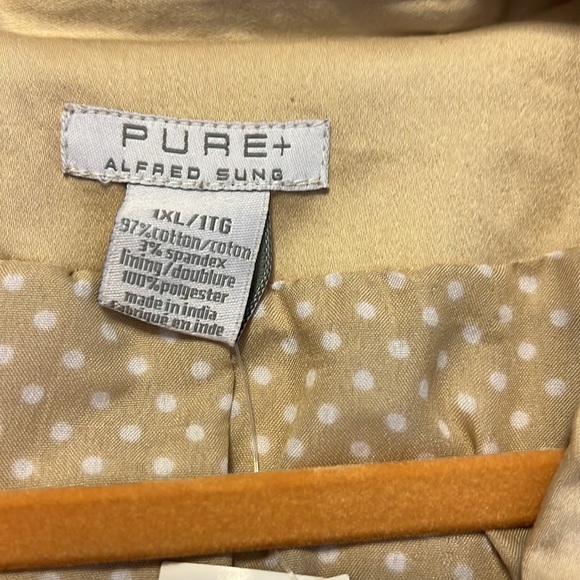 PURE+
ALFRED SUNG
1XL/1TG
97%cotton/coton
3% spandex
lining/doublure
100%polyester
made in india
fabriqué en inde